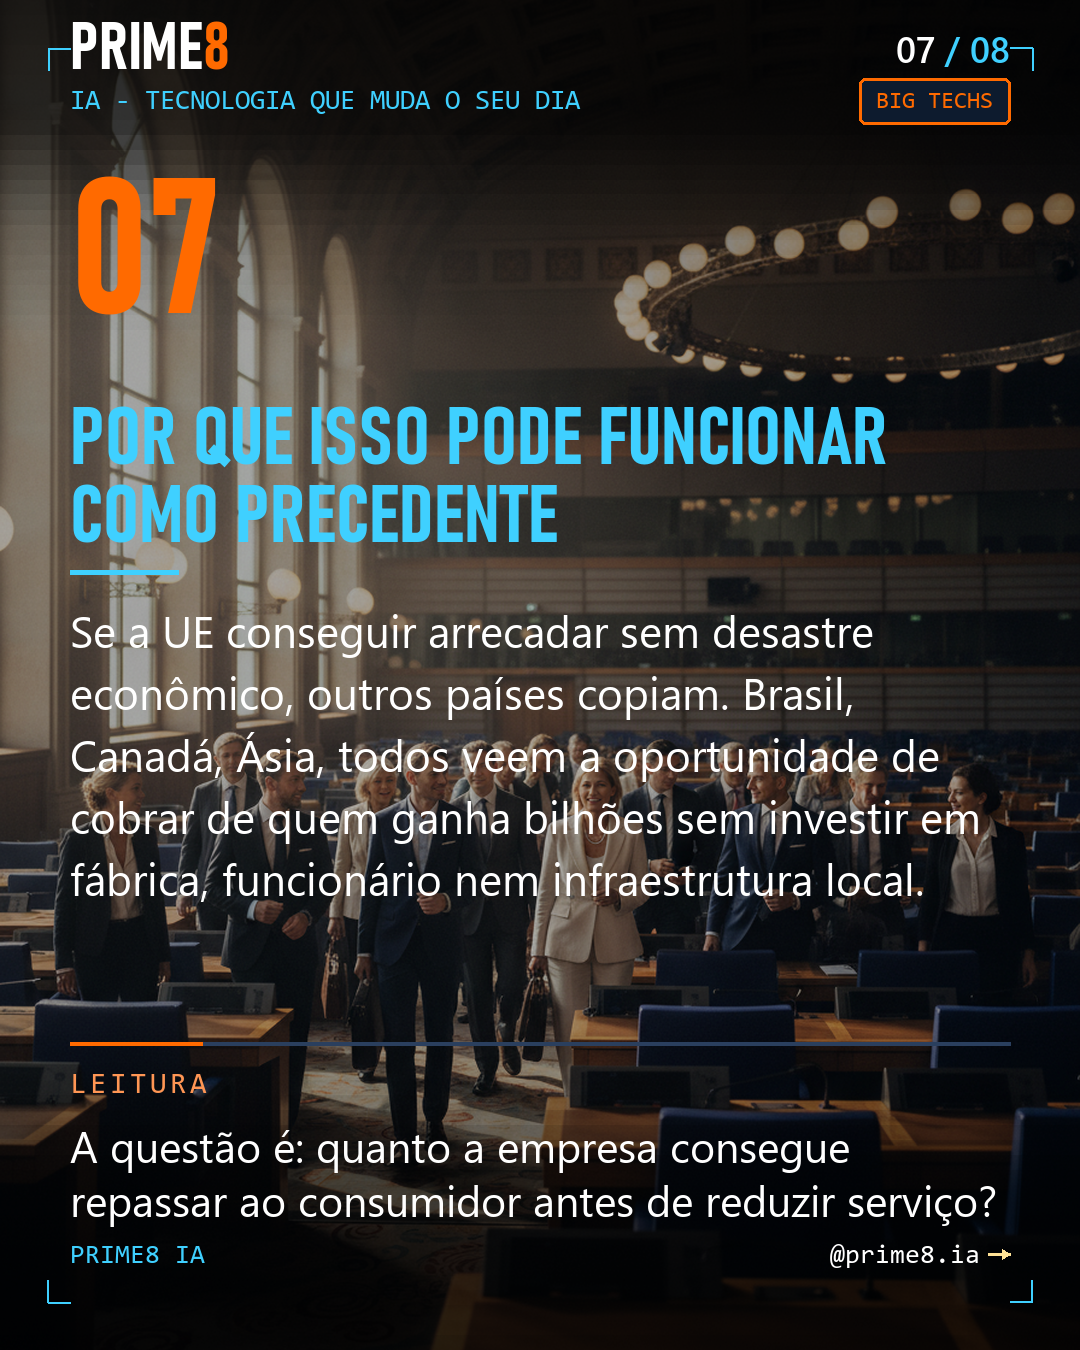 PRIME8
07 / 08
IA - TECNOLOGIA QUE MUDA O SEU DIA
BIG TECHS
07
POR QUE ISSO PODE FUNCIONAR
COMO PRECEDENTE
Se a UE conseguir arrecadar sem desastre
econômico, outros países copiam. Brasil,
Canadá, Ásia, todos veem a oportunidade de
cobrar de quem ganha bilhões sem investir em
fábrica, funcionário nem infraestrutura local.
LEITURA
A questão é: quanto a empresa consegue
repassar ao consumidor antes de reduzir serviço?
PRIME8 IA
@prime8.ia